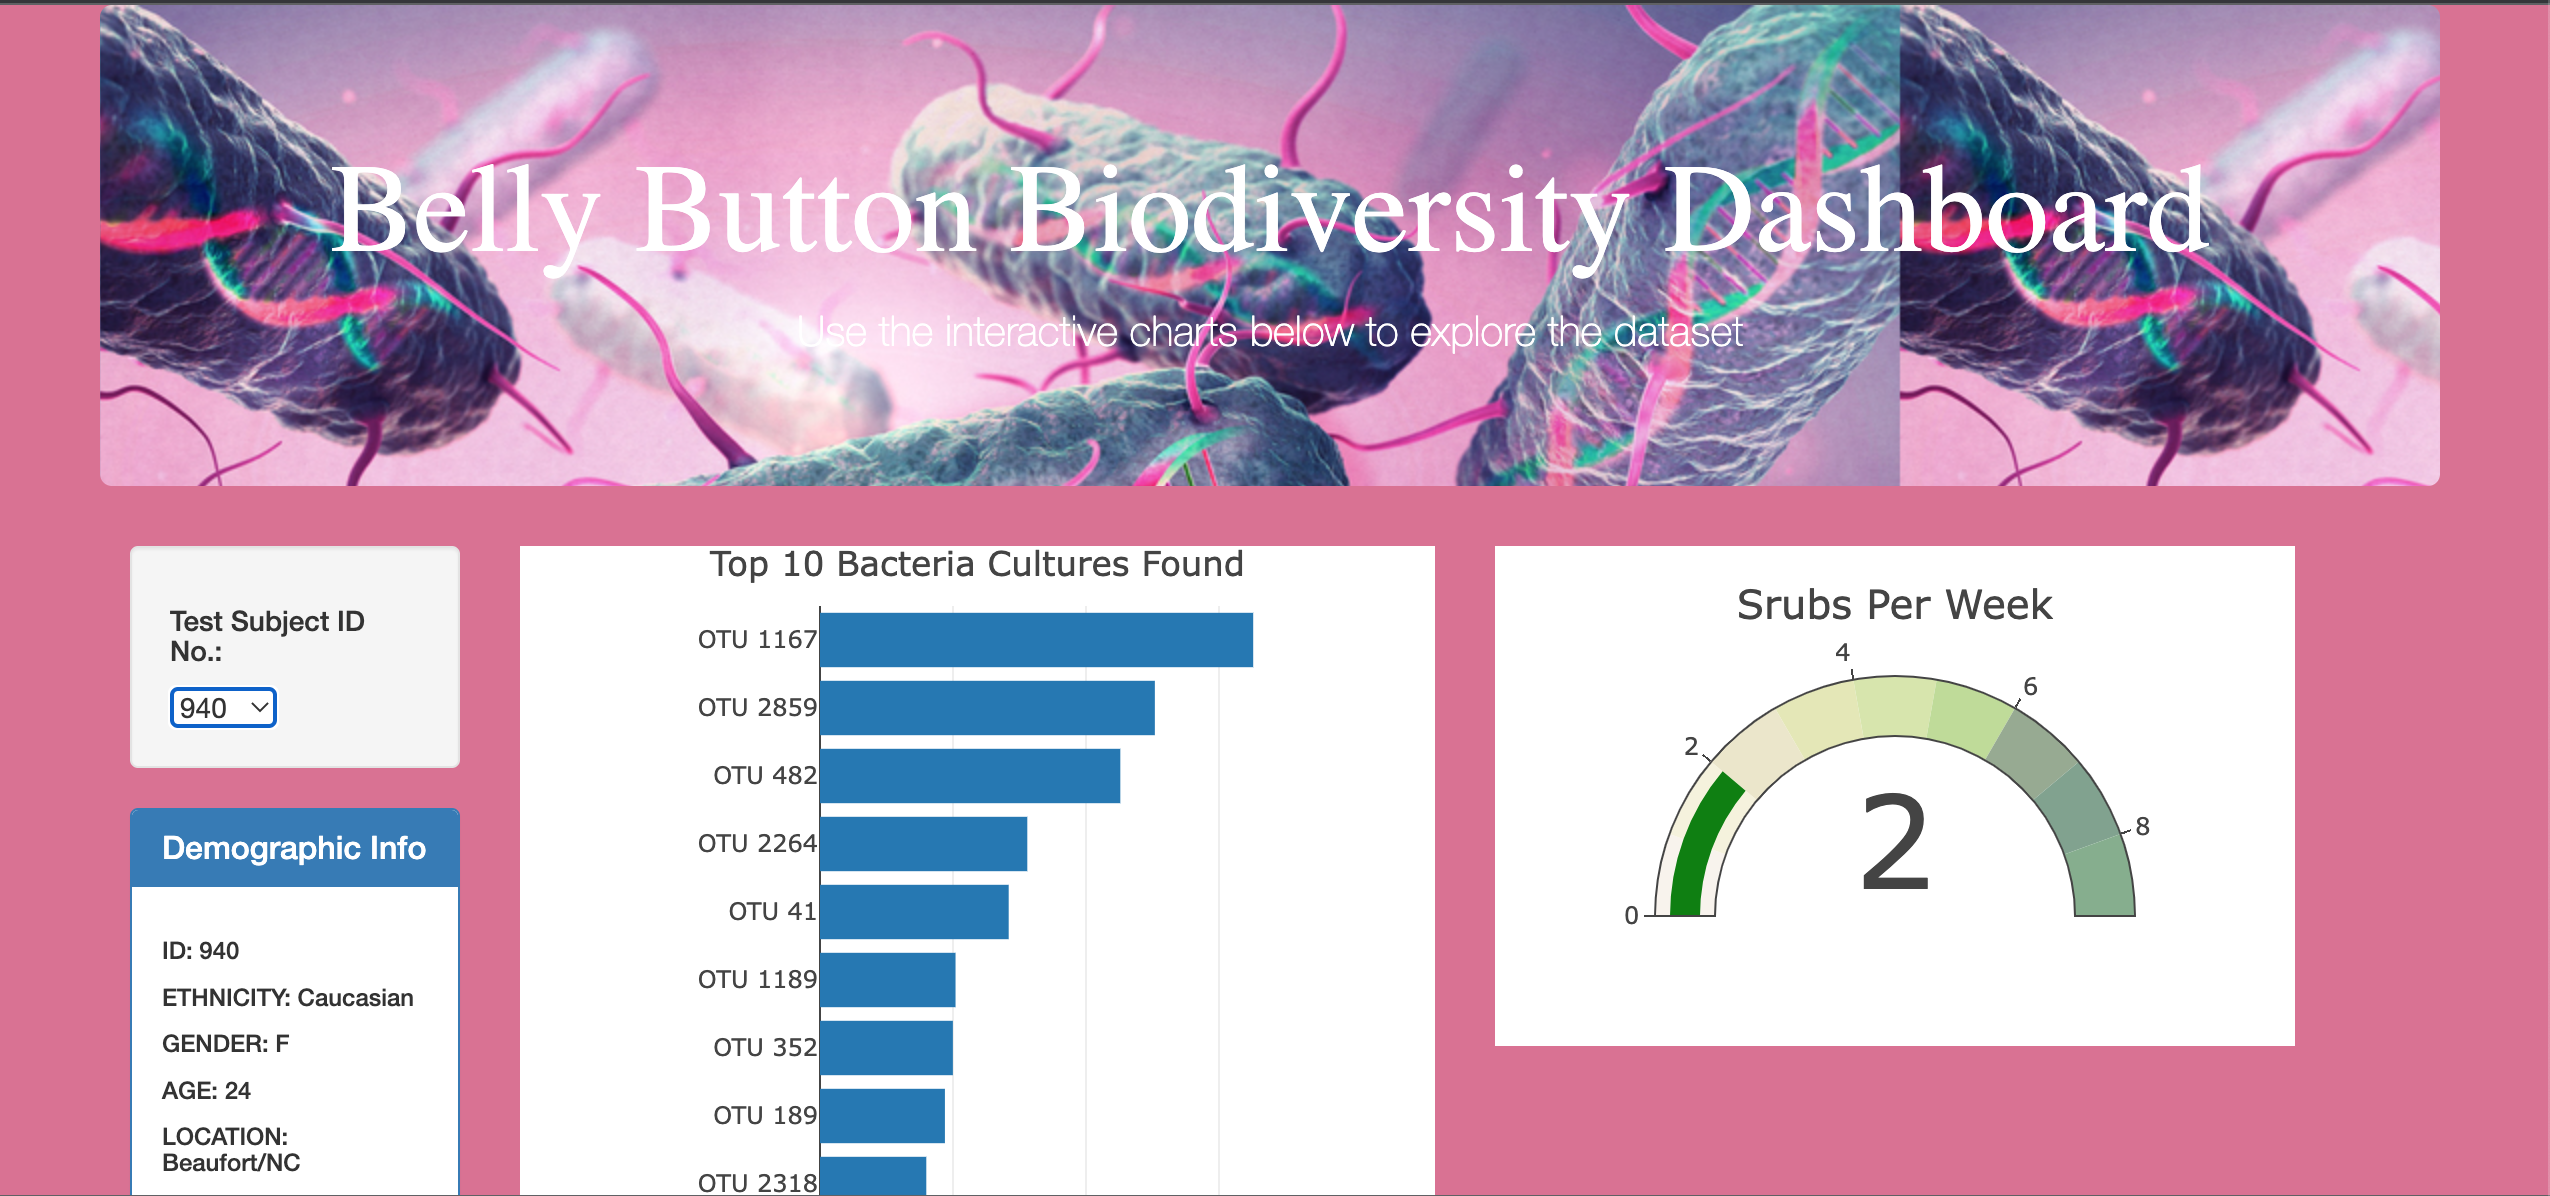 Belly Button Biodiversity Dashboard
Use the interactive charts below to explore the dataset
Test Subject ID
No.:
940
Demographic Info
ID: 940
ETHNICITY: Caucasian
GENDER: F
AGE: 24
LOCATION:
Beaufort/NC
Top 10 Bacteria Cultures Found
OTU 1167
OTU 2859
OTU 482
OTU 2264
OTU 41
OTU 1189
OTU 352
OTU 189
OTU 2318
Srubs Per Week
0
2
4
6
8
2